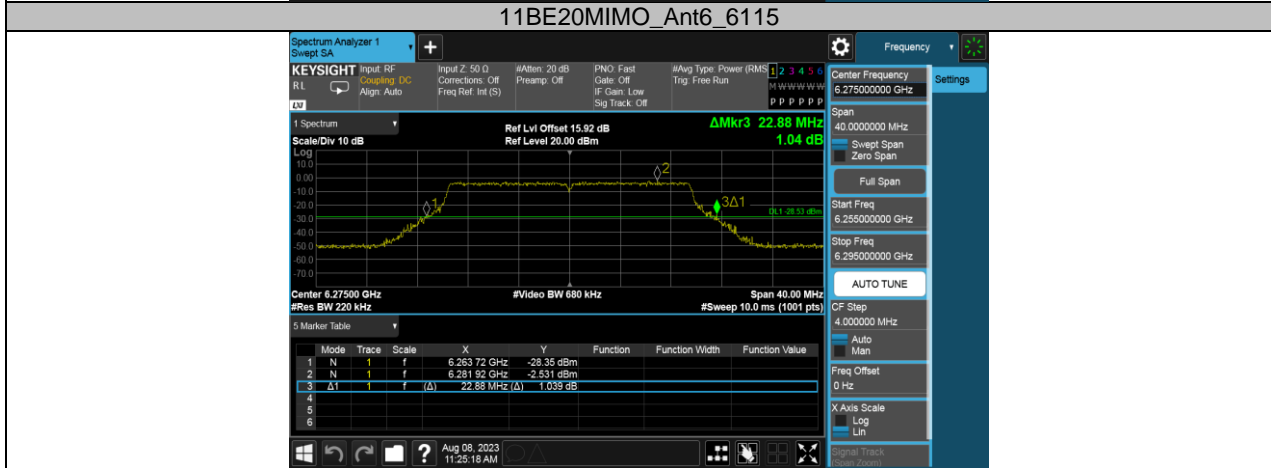 11BE20MIMO_Ant6_6115
Spectrum Analyzer 1
Swept SA
+
Frequency
KEYSIGHT
RL
LXI
Input: RF
Coupling: DC
Align: Auto
Input Z: 50 Ω
Corrections: Off
Freq Ref: Int (S)
#Atten: 20 dB
Preamp: Off
PNO: Fast
Gate: Off
IF Gain: Low
Sig Track: Off
#Avg Type: Power (RMS
Trig: Free Run
1 2 3 4 5 6
M W W W W W
P P P P P P
Settings
Center Frequency
6.275000000 GHz
Span
40.0000000 MHz
Swept Span
Zero Span
Full Span
Start Freq
6.255000000 GHz
Stop Freq
6.295000000 GHz
AUTO TUNE
CF Step
4.000000 MHz
Auto
Man
Freq Offset
0 Hz
X Axis Scale
Log
Lin
Signal Track
(Span Zoom)
1 Spectrum
Scale/Div 10 dB
Ref Lvl Offset 15.92 dB
Ref Level 20.00 dBm
ΔMkr3 22.88 MHz
1.04 dB
Log
10.0
0.00
-10.0
-20.0
-30.0
-40.0
-50.0
-60.0
-70.0
1
2
3Δ1
DL1 -28.53 dBm
Center 6.27500 GHz
#Res BW 220 kHz
#Video BW 680 kHz
Span 40.00 MHz
#Sweep 10.0 ms (1001 pts)
5 Marker Table
Mode Trace Scale X Y Function Function Width Function Value
1 N 1 f 6.263 72 GHz -28.35 dBm
2 N 1 f 6.281 92 GHz -2.531 dBm
3 Δ1 1 f (Δ) 22.88 MHz (Δ) 1.039 dB
4
5
6
?
Aug 08, 2023
11:25:18 AM